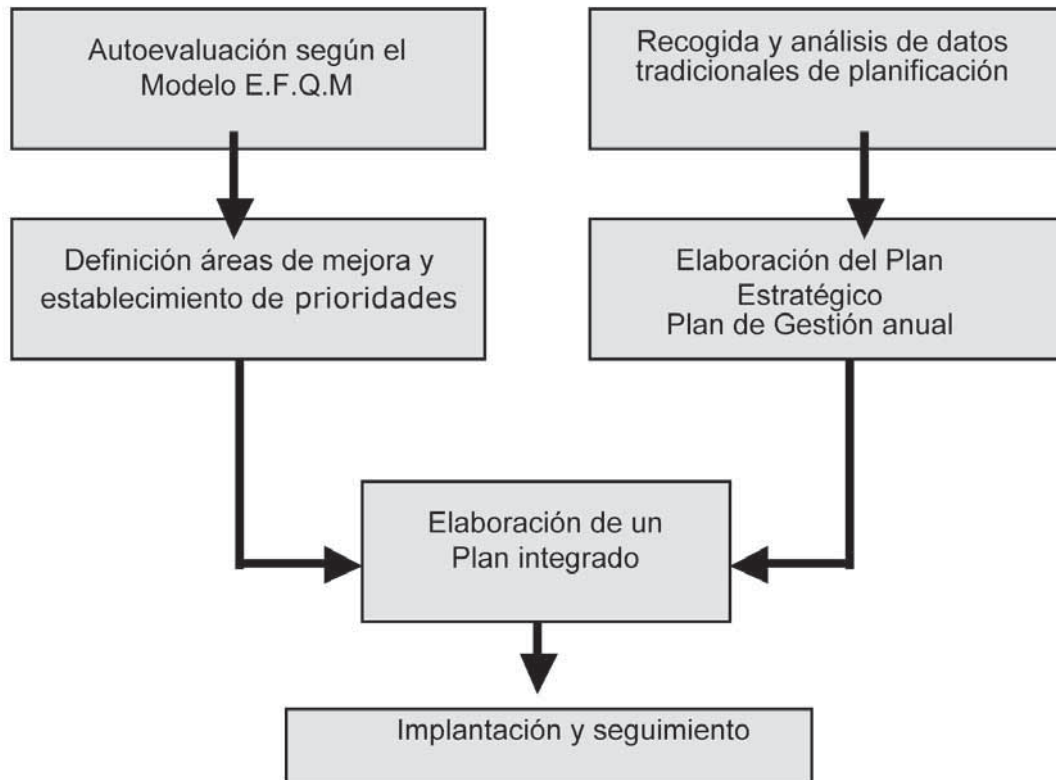 Autoevaluación según el
Modelo E.F.Q.M
Recogida y análisis de datos
tradicionales de planificación
Definición áreas de mejora y
establecimiento de prioridades
Elaboración del Plan
Estratégico
Plan de Gestión anual
Elaboración de un
Plan integrado
Implantación y seguimiento